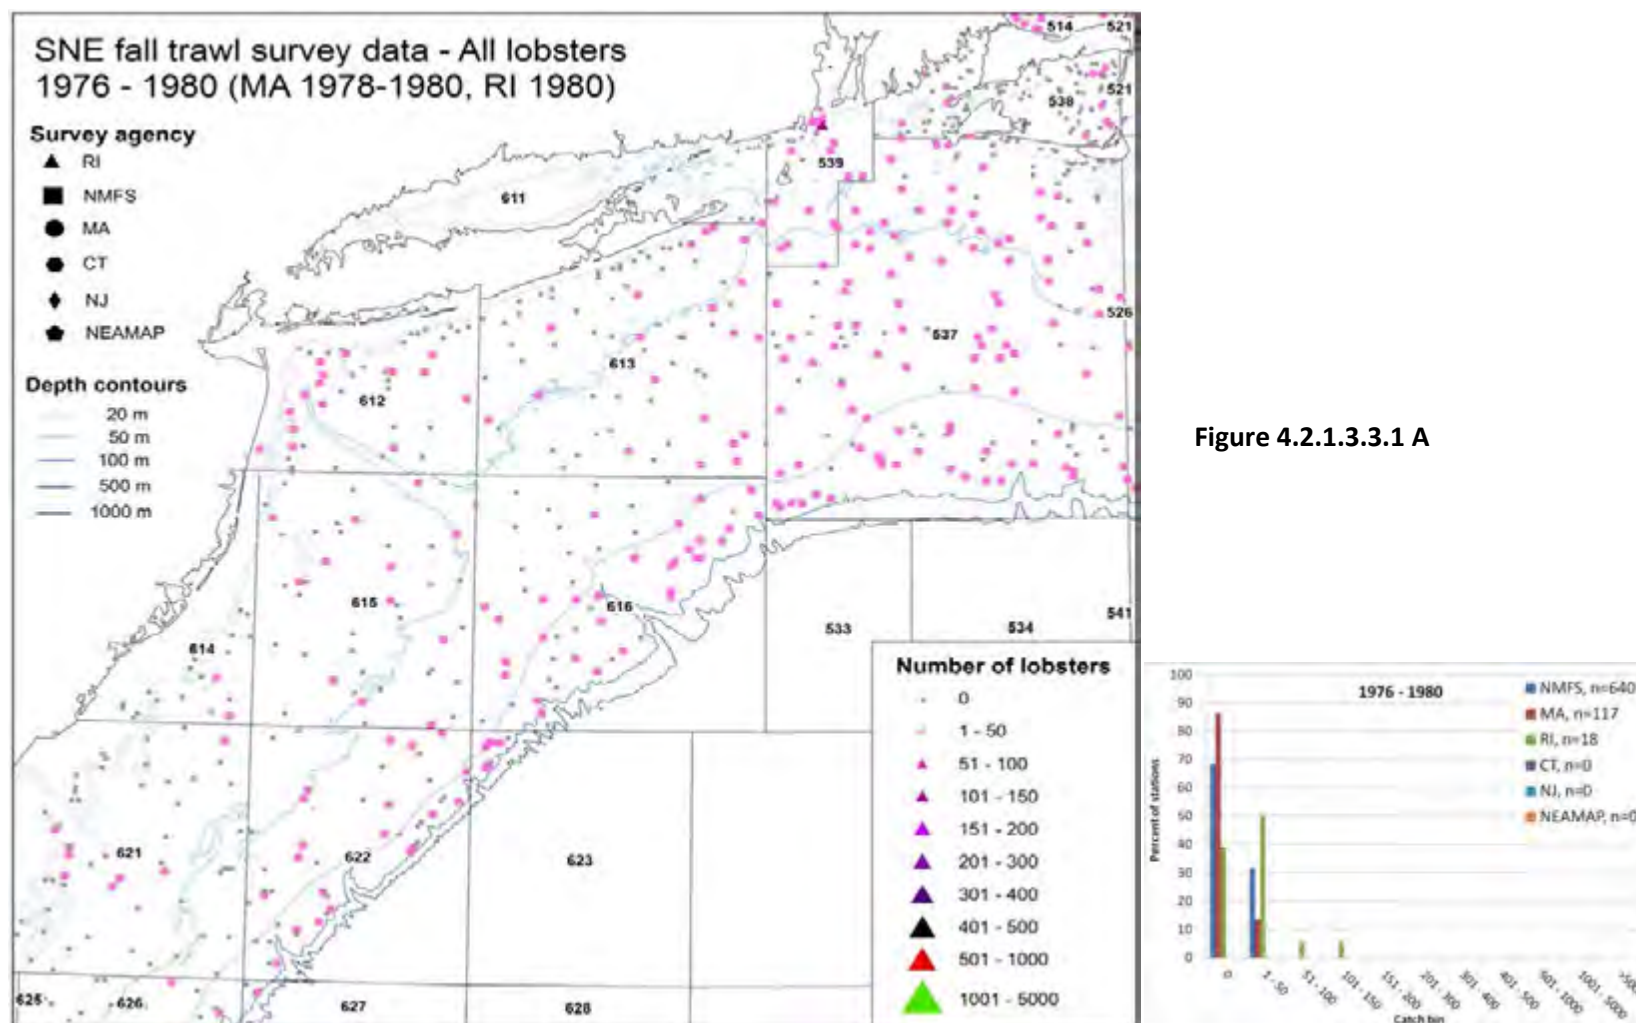 SNE fall trawl survey data - All lobsters
1976 - 1980 (MA 1978-1980, RI 1980)
Survey agency
RI
NMFS
MA
CT
NJ
NEAMAP
Depth contours
20 m
50 m
100 m
500 m
1000 m
514
521
538
521
539
611
526
537
613
612
615
616
614
533
534
541
621
622
623
625
626
627
628
Number of lobsters
0
1 - 50
51 - 100
101 - 150
151 - 200
201 - 300
301 - 400
401 - 500
501 - 1000
1001 - 5000
Figure 4.2.1.3.3.1 A
1976 - 1980
NMFS, n=640
MA, n=117
RI, n=18
CT, n=0
NJ, n=0
NEAMAP, n=0
Percent of stations
100
90
80
70
60
50
40
30
20
10
0
0
1 - 50
51 - 100
101 - 150
151 - 200
201 - 300
301 - 400
401 - 500
501 - 1000
1001 - 5000
Catch bin